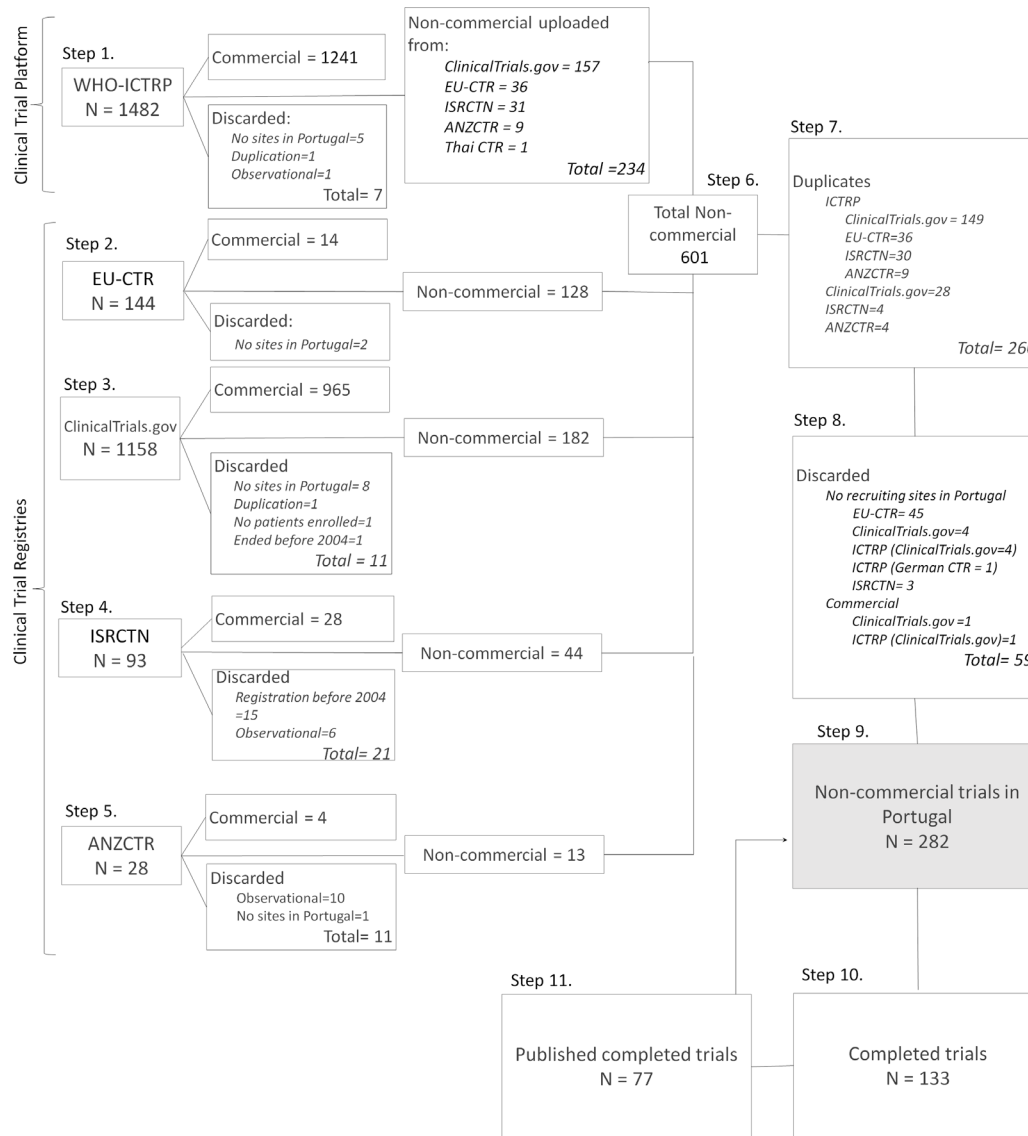 Clinical Trial Platform
Step 1.
WHO-ICTRP
N = 1482
Commercial = 1241
Discarded:
No sites in Portugal=5
Duplication=1
Observational=1
Total= 7
Non-commercial uploaded
from:
ClinicalTrials.gov = 157
EU-CTR = 36
ISRCTN = 31
ANZCTR = 9
Thai CTR = 1
Total =234
Clinical Trial Registries
Step 2.
EU-CTR
N = 144
Commercial = 14
Discarded:
No sites in Portugal=2
Non-commercial = 128
Step 3.
ClinicalTrials.gov
N = 1158
Commercial = 965
Discarded
No sites in Portugal= 8
Duplication=1
No patients enrolled=1
Ended before 2004=1
Total = 11
Non-commercial = 182
Step 4.
ISRCTN
N = 93
Commercial = 28
Discarded
Registration before 2004
=15
Observational=6
Total= 21
Non-commercial = 44
Step 5.
ANZCTR
N = 28
Commercial = 4
Discarded
Observational=10
No sites in Portugal=1
Total= 11
Non-commercial = 13
Step 6.
Total Non-
commercial
601
Step 7.
Duplicates
ICTRP
ClinicalTrials.gov = 149
EU-CTR=36
ISRCTN=30
ANZCTR=9
ClinicalTrials.gov=28
ISRCTN=4
ANZCTR=4
Total= 260
Step 8.
Discarded
No recruiting sites in Portugal
EU-CTR= 45
ClinicalTrials.gov=4
ICTRP (ClinicalTrials.gov=4)
ICTRP (German CTR = 1)
ISRCTN= 3
Commercial
ClinicalTrials.gov =1
ICTRP (ClinicalTrials.gov)=1
Total= 59
Step 9.
Non-commercial trials in
Portugal
N = 282
Step 10.
Completed trials
N = 133
Step 11.
Published completed trials
N = 77